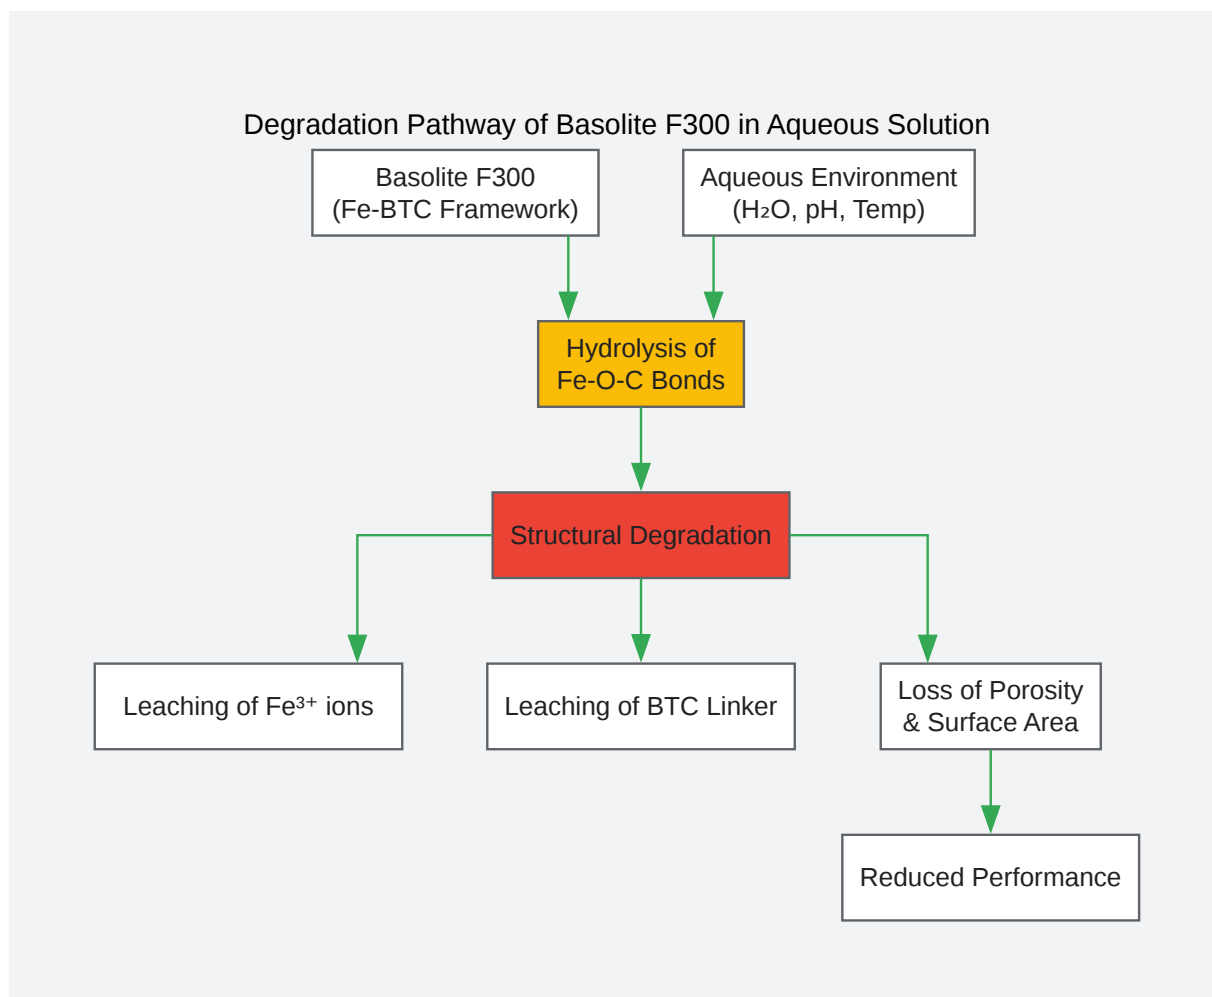 Degradation Pathway of Basolite F300 in Aqueous Solution
Basolite F300
(Fe-BTC Framework)
Aqueous Environment
(H₂O, pH, Temp)
Hydrolysis of
Fe-O-C Bonds
Structural Degradation
Leaching of Fe³⁺ ions
Leaching of BTC Linker
Loss of Porosity
& Surface Area
Reduced Performance